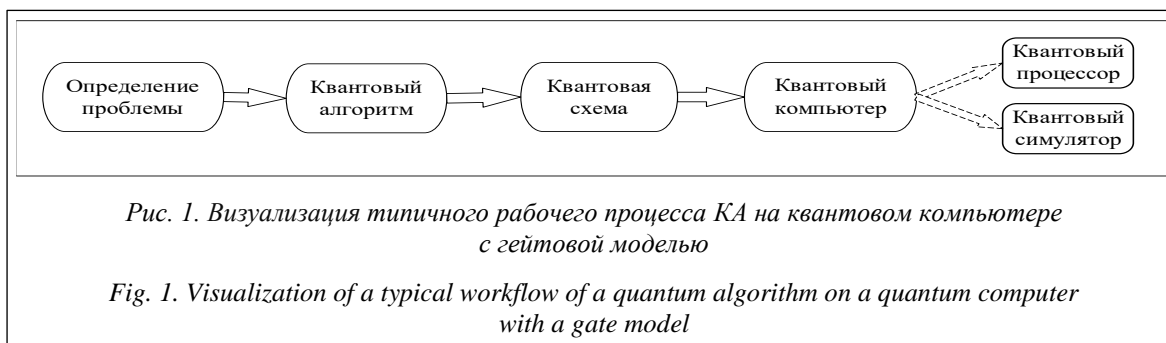 Определение
проблемы
Квантовый
алгоритм
Квантовая
схема
Квантовый
компьютер
Квантовый
процессор
Квантовый
симулятор
Рис. 1. Визуализация типичного рабочего процесса КА на квантовом компьютере
с гейтовой моделью
Fig. 1. Visualization of a typical workflow of a quantum algorithm on a quantum computer
with a gate model